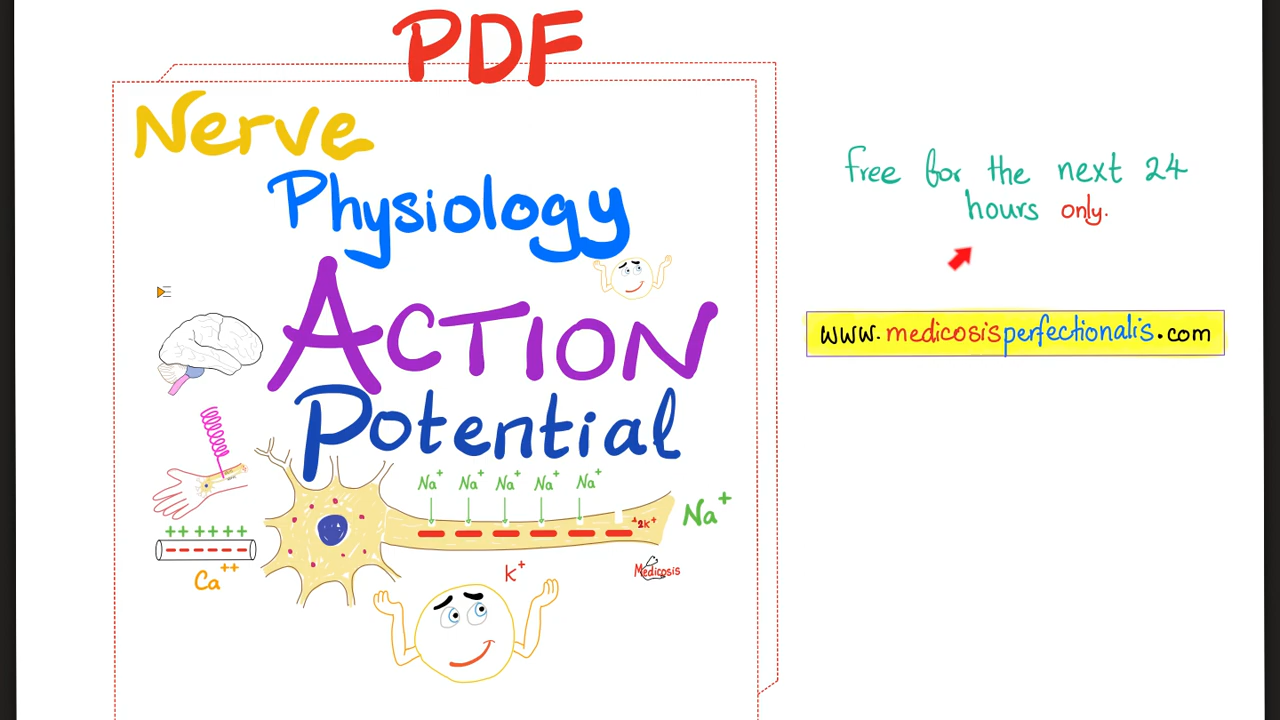 PDF
Nerve
Physiology
ACTION
Potential
Na+ Na+ Na+ Na+ Na+
Na+
+2K+
K+
Medicosis
++++++
Ca++
free for the next 24
hours only.
www.medicosisperfectionalis.com